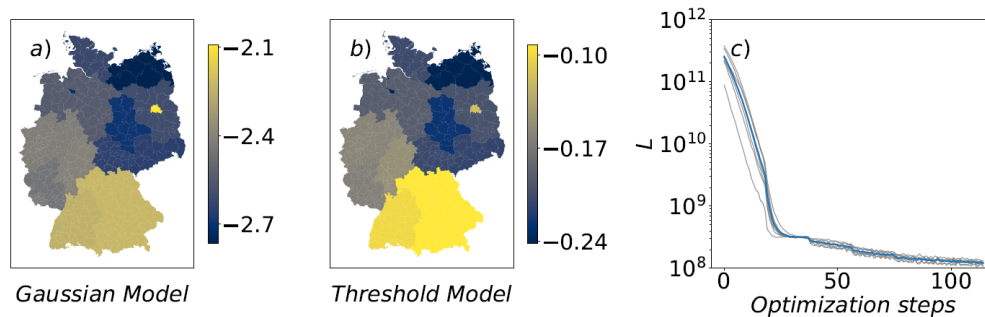 a)
−2.1
−2.4
−2.7
Gaussian Model
b)
−0.10
−0.17
−0.24
Threshold Model
c)
L
10^12
10^11
10^10
10^9
10^8
0
50
100
Optimization steps